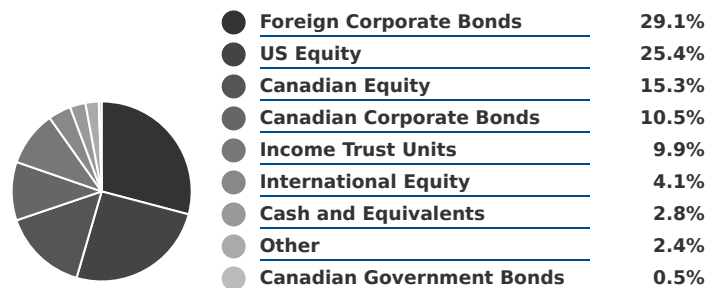 Foreign Corporate Bonds 29.1%
US Equity 25.4%
Canadian Equity 15.3%
Canadian Corporate Bonds 10.5%
Income Trust Units 9.9%
International Equity 4.1%
Cash and Equivalents 2.8%
Other 2.4%
Canadian Government Bonds 0.5%